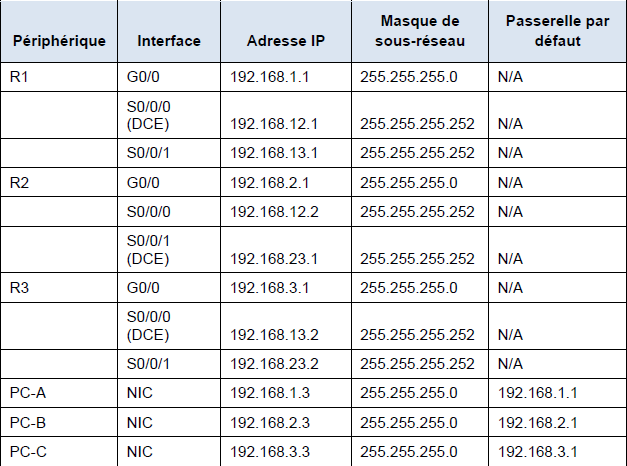 Périphérique Interface Adresse IP Masque de sous-réseau Passerelle par défaut
R1 G0/0 192.168.1.1 255.255.255.0 N/A
S0/0/0 (DCE) 192.168.12.1 255.255.255.252 N/A
S0/0/1 192.168.13.1 255.255.255.252 N/A
R2 G0/0 192.168.2.1 255.255.255.0 N/A
S0/0/0 192.168.12.2 255.255.255.252 N/A
S0/0/1 (DCE) 192.168.23.1 255.255.255.252 N/A
R3 G0/0 192.168.3.1 255.255.255.0 N/A
S0/0/0 (DCE) 192.168.13.2 255.255.255.252 N/A
S0/0/1 192.168.23.2 255.255.255.252 N/A
PC-A NIC 192.168.1.3 255.255.255.0 192.168.1.1
PC-B NIC 192.168.2.3 255.255.255.0 192.168.2.1
PC-C NIC 192.168.3.3 255.255.255.0 192.168.3.1